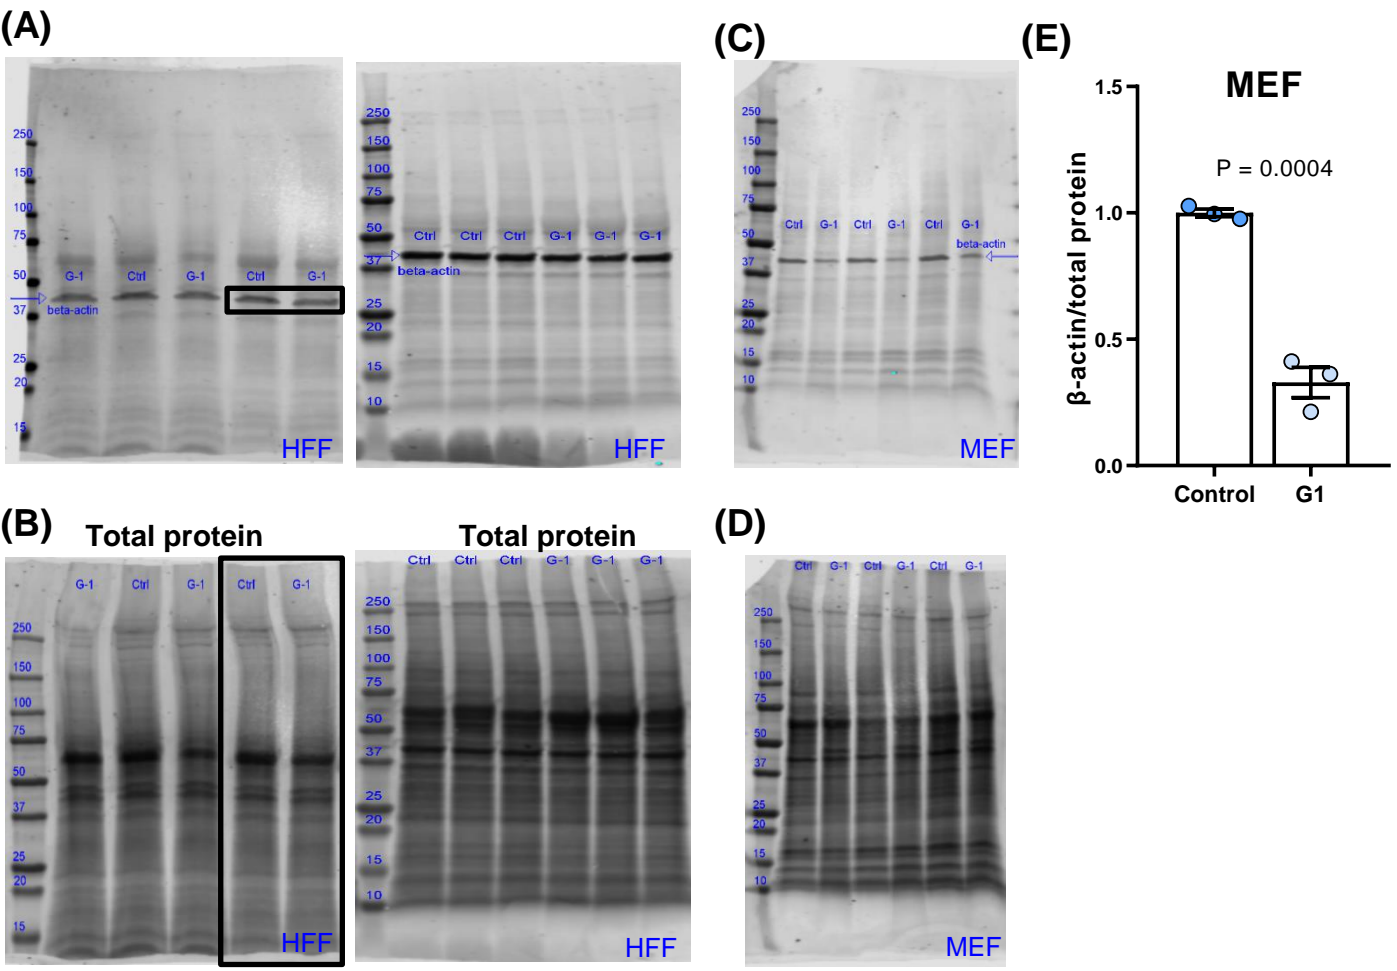 (A)
250
150
100
75
50
37
25
20
15
G-1 Ctrl G-1 Ctrl G-1
beta-actin
HFF
250
150
100
75
50
37
25
20
15
10
Ctrl Ctrl Ctrl G-1 G-1 G-1
beta-actin
HFF
(C)
250
150
100
75
50
37
25
20
15
10
Ctrl G-1 Ctrl G-1 Ctrl G-1
beta-actin
MEF
(E)
MEF
P = 0.0004
β-actin/total protein
1.5
1.0
0.5
0.0
Control G1
(B)
Total protein
G-1 Ctrl G-1 Ctrl G-1
250
150
100
75
50
37
25
20
15
HFF
Total protein
Ctrl Ctrl Ctrl G-1 G-1 G-1
250
150
100
75
50
37
25
20
15
10
HFF
(D)
Ctrl G-1 Ctrl G-1 Ctrl G-1
250
150
100
75
50
37
25
20
15
10
MEF